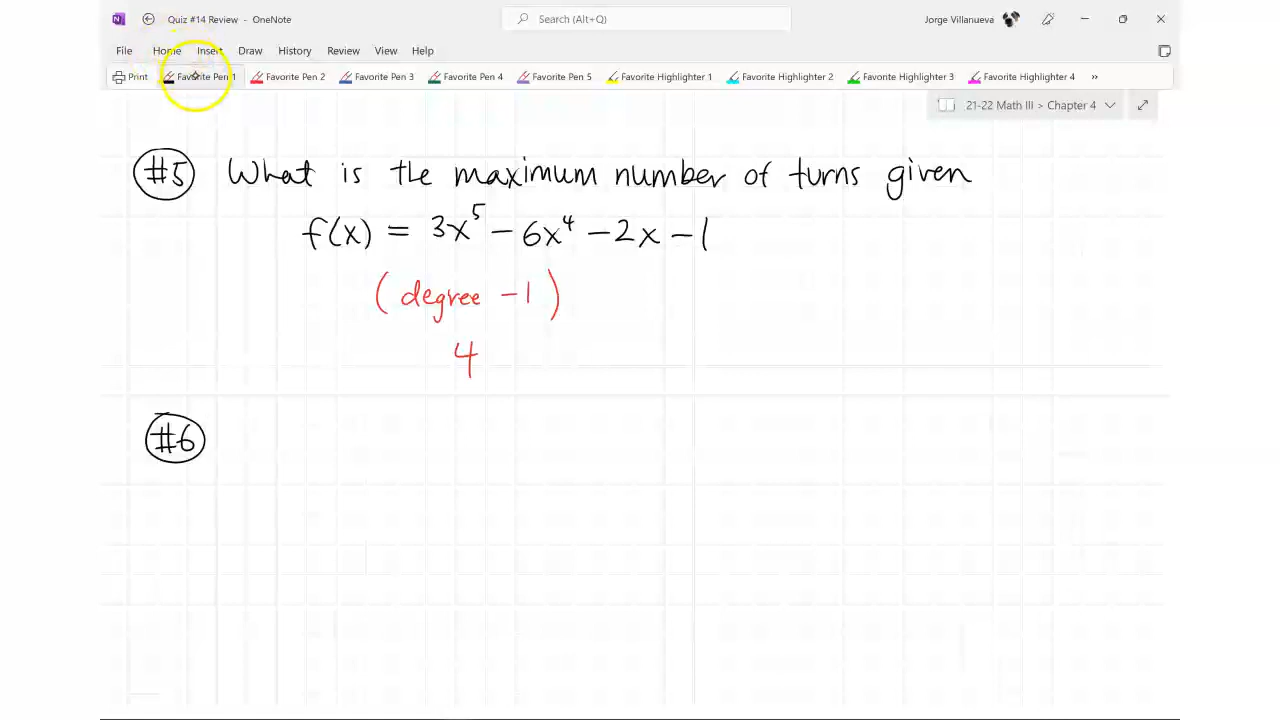 Quiz #14 Review - OneNote
Search (Alt+Q)
Jorge Villanueva
File Home Insert Draw History Review View Help
Print Favorite Pen 1 Favorite Pen 2 Favorite Pen 3 Favorite Pen 4 Favorite Pen 5 Favorite Highlighter 1 Favorite Highlighter 2 Favorite Highlighter 3 Favorite Highlighter 4 »
21-22 Math III > Chapter 4
#5 What is the maximum number of turns given
f(x) = 3x⁵ - 6x⁴ - 2x - 1
(degree - 1)
4
#6